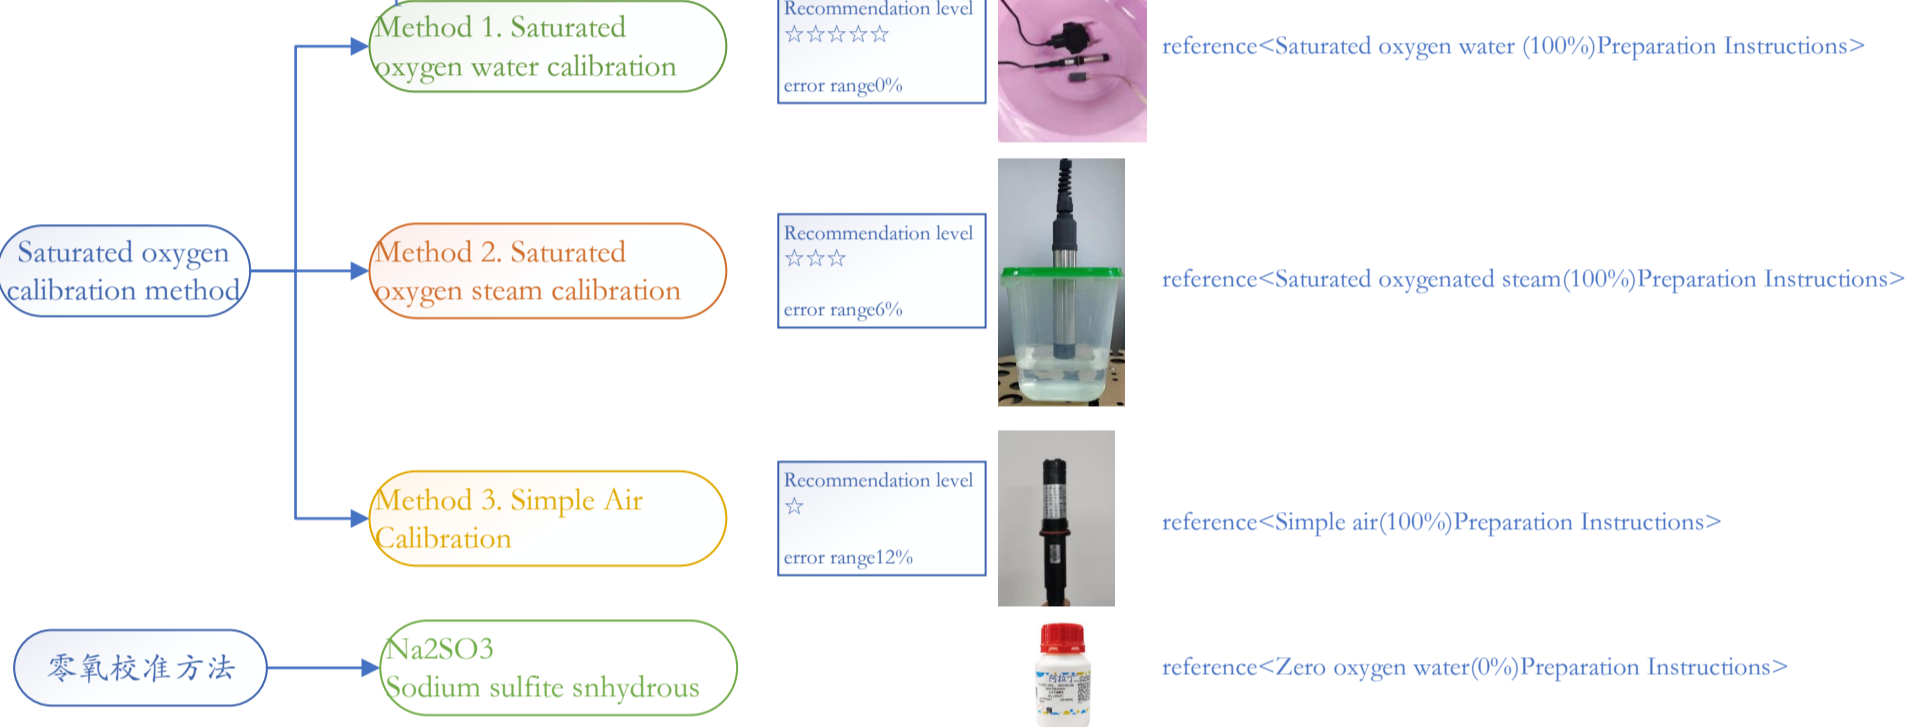 Method 1. Saturated
oxygen water calibration
Recommendation level
☆☆☆☆☆
error range0%
reference<Saturated oxygen water (100%)Preparation Instructions>
Saturated oxygen
calibration method
Method 2. Saturated
oxygen steam calibration
Recommendation level
☆☆☆
error range6%
reference<Saturated oxygenated steam(100%)Preparation Instructions>
Method 3. Simple Air
Calibration
Recommendation level
☆
error range12%
reference<Simple air(100%)Preparation Instructions>
零氧校准方法
Na2SO3
Sodium sulfite snhydrous
阿拉丁
reference<Zero oxygen water(0%)Preparation Instructions>